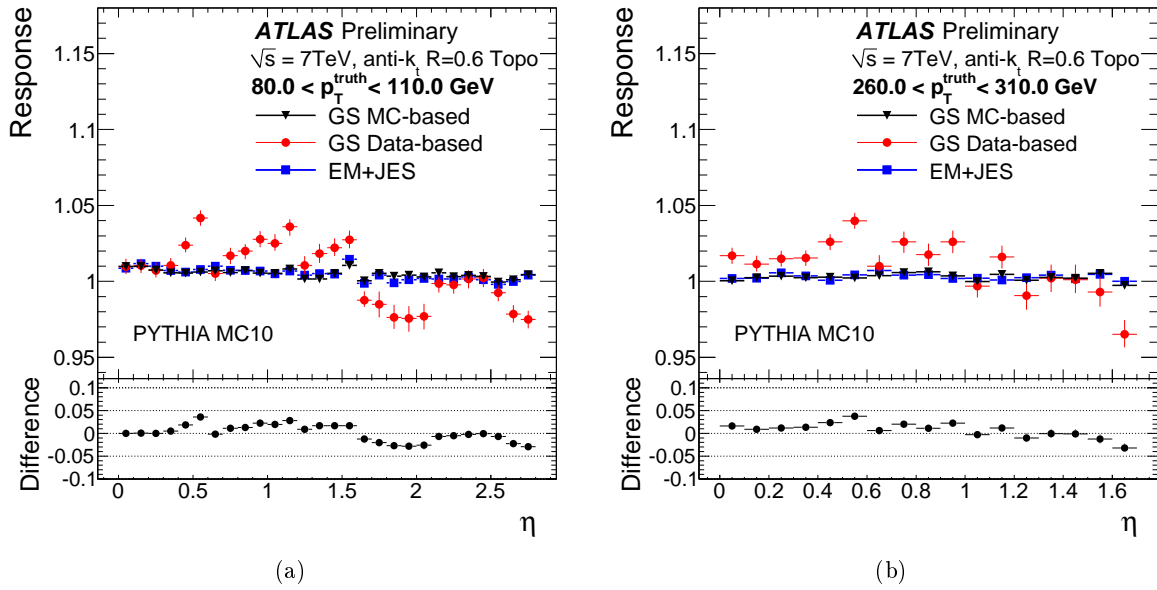 Response
1.15
1.1
1.05
1
0.95
ATLAS Preliminary
√s = 7TeV, anti-k_t R=0.6 Topo
80.0 < p_T^truth < 110.0 GeV
GS MC-based
GS Data-based
EM+JES
PYTHIA MC10
Difference
0.1
0.05
0
-0.05
-0.1
0 0.5 1 1.5 2 2.5
η
(a)
Response
1.15
1.1
1.05
1
0.95
ATLAS Preliminary
√s = 7TeV, anti-k_t R=0.6 Topo
260.0 < p_T^truth < 310.0 GeV
GS MC-based
GS Data-based
EM+JES
PYTHIA MC10
Difference
0.1
0.05
0
-0.05
-0.1
0 0.2 0.4 0.6 0.8 1 1.2 1.4 1.6
η
(b)